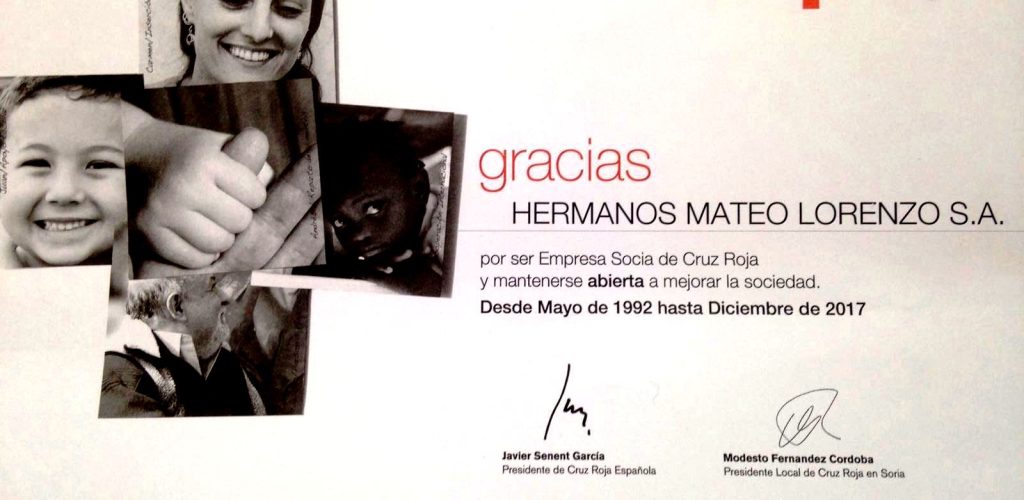 gracias
HERMANOS MATEO LORENZO S.A.
por ser Empresa Socia de Cruz Roja
y mantenerse abierta a mejorar la sociedad.
Desde Mayo de 1992 hasta Diciembre de 2017
Javier Senent García
Presidente de Cruz Roja Española
Modesto Fernandez Cordoba
Presidente Local de Cruz Roja en Soria